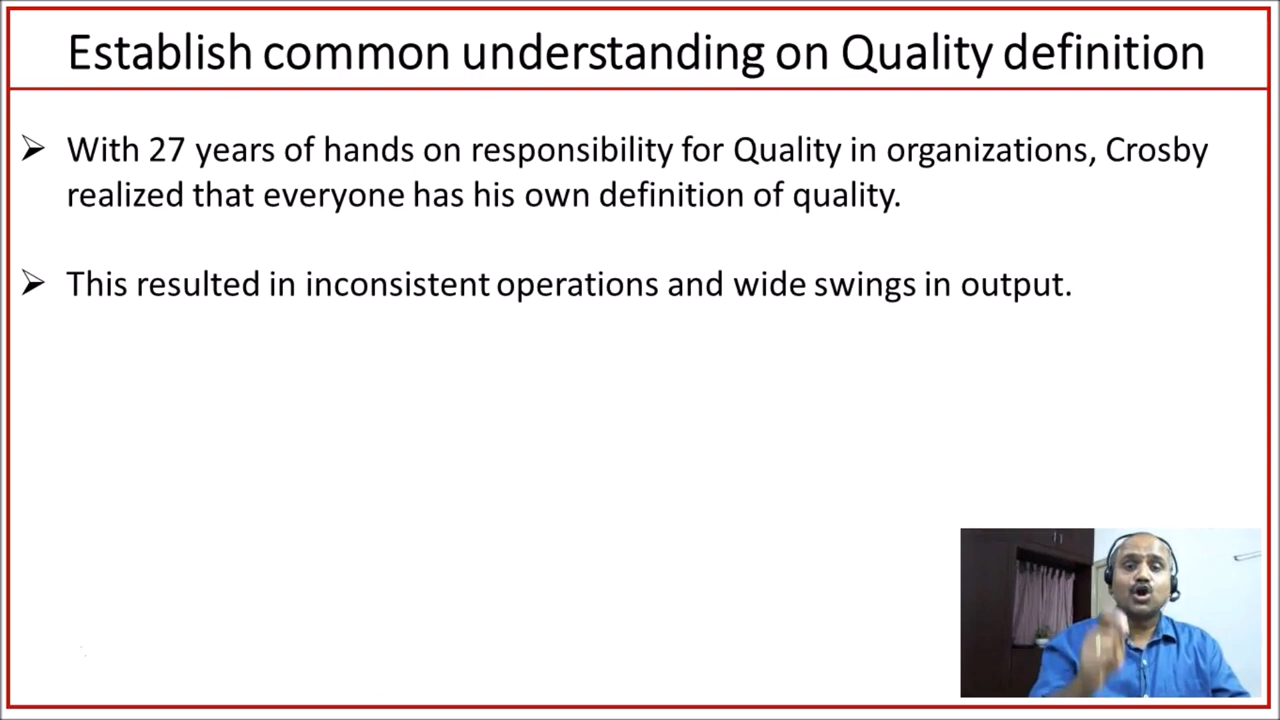 Establish common understanding on Quality definition
With 27 years of hands on responsibility for Quality in organizations, Crosby
realized that everyone has his own definition of quality.
This resulted in inconsistent operations and wide swings in output.